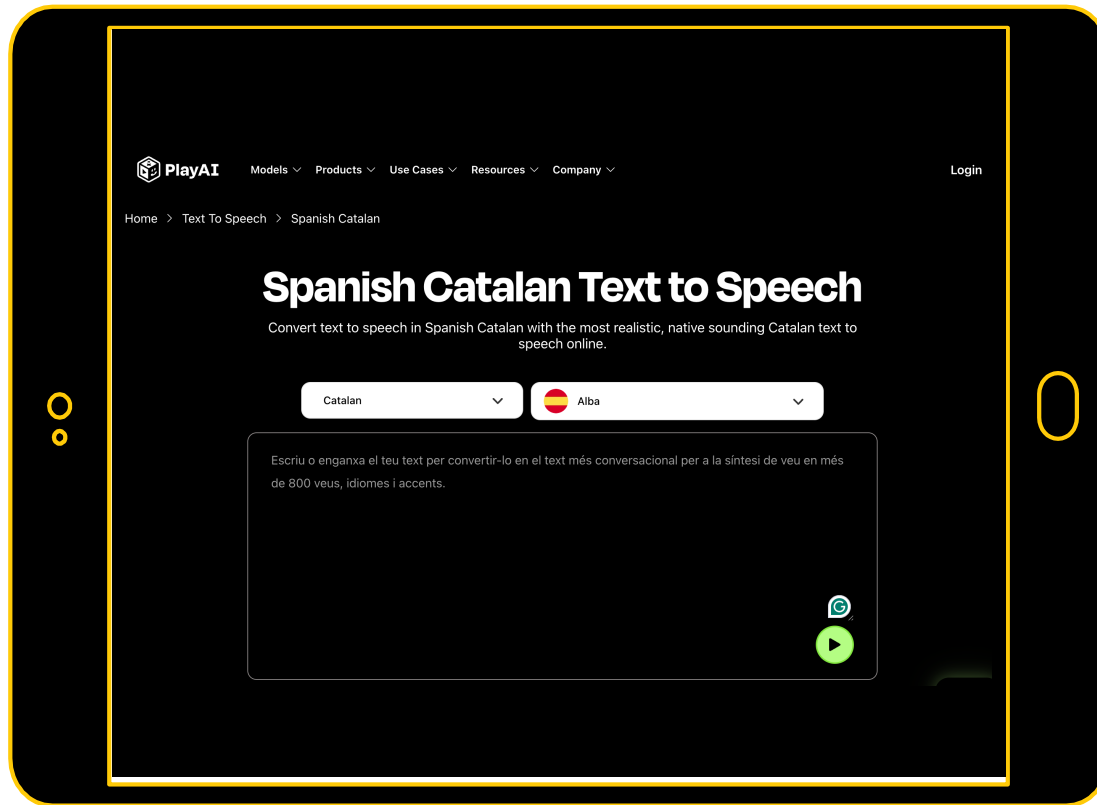 PlayAI Models Products Use Cases Resources Company Login
Home > Text To Speech > Spanish Catalan
Spanish Catalan Text to Speech
Convert text to speech in Spanish Catalan with the most realistic, native sounding Catalan text to
speech online.
Catalan Alba
Escriu o enganxa el teu text per convertir-lo en el text més conversacional per a la síntesi de veu en més
de 800 veus, idiomes i accents.
G